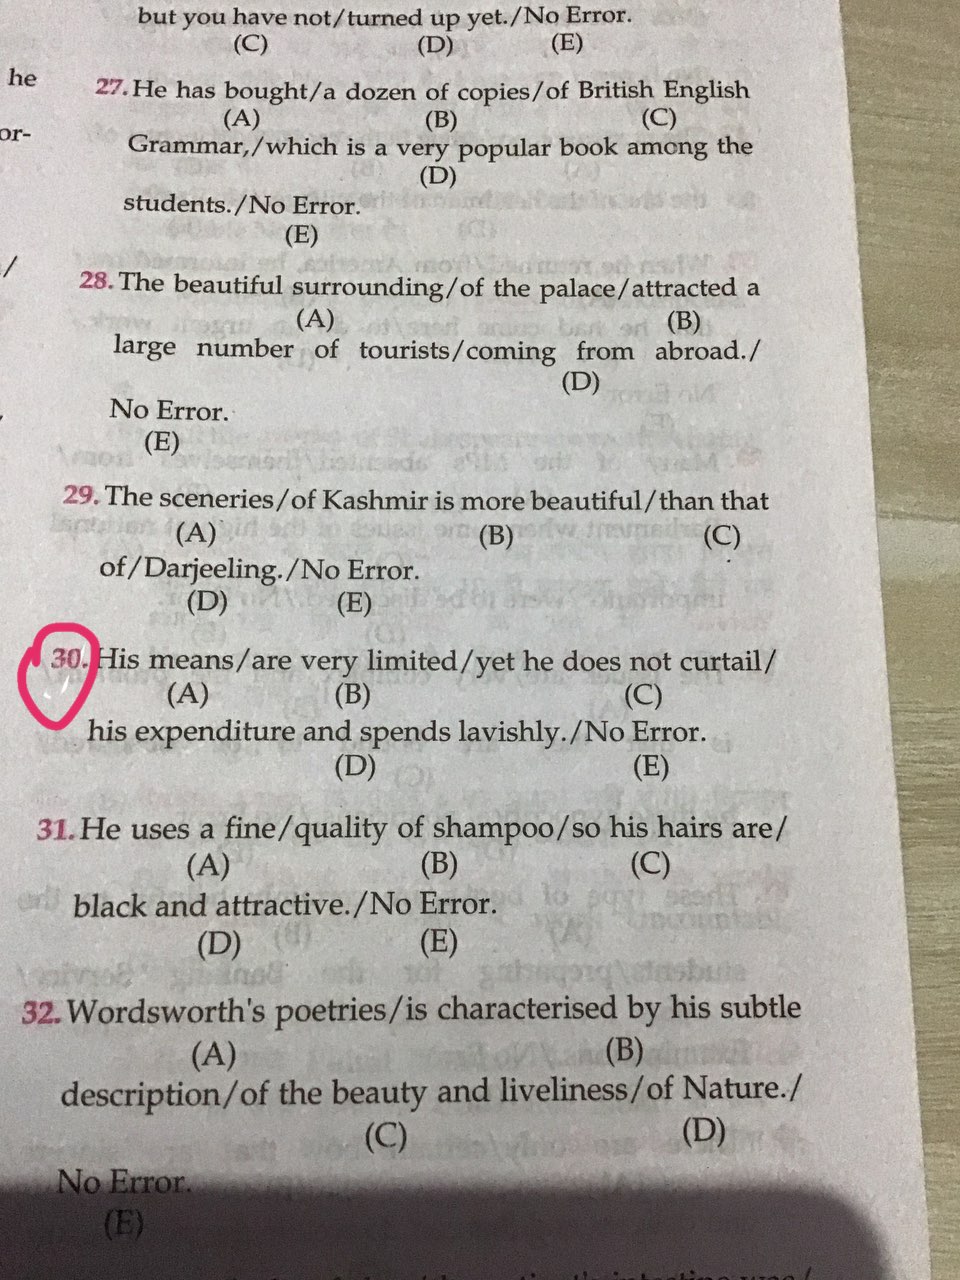 but you have not/turned up yet./No Error.
(C) (D) (E)
he
27. He has bought/a dozen of copies/of British English
(A) (B) (C)
or-
Grammar,/which is a very popular book among the
(D)
students./No Error.
(E)
/
28. The beautiful surrounding/of the palace/attracted a
(A) (B)
large number of tourists/coming from abroad./
(D)
No Error.
(E)
29. The sceneries/of Kashmir is more beautiful/than that
(A) (B) (C)
of/Darjeeling./No Error.
(D) (E)
30. His means/are very limited/yet he does not curtail/
(A) (B) (C)
his expenditure and spends lavishly./No Error.
(D) (E)
31. He uses a fine/quality of shampoo/so his hairs are/
(A) (B) (C)
black and attractive./No Error.
(D) (E)
32. Wordsworth's poetries/is characterised by his subtle
(A) (B)
description/of the beauty and liveliness/of Nature./
(C) (D)
No Error.
(E)